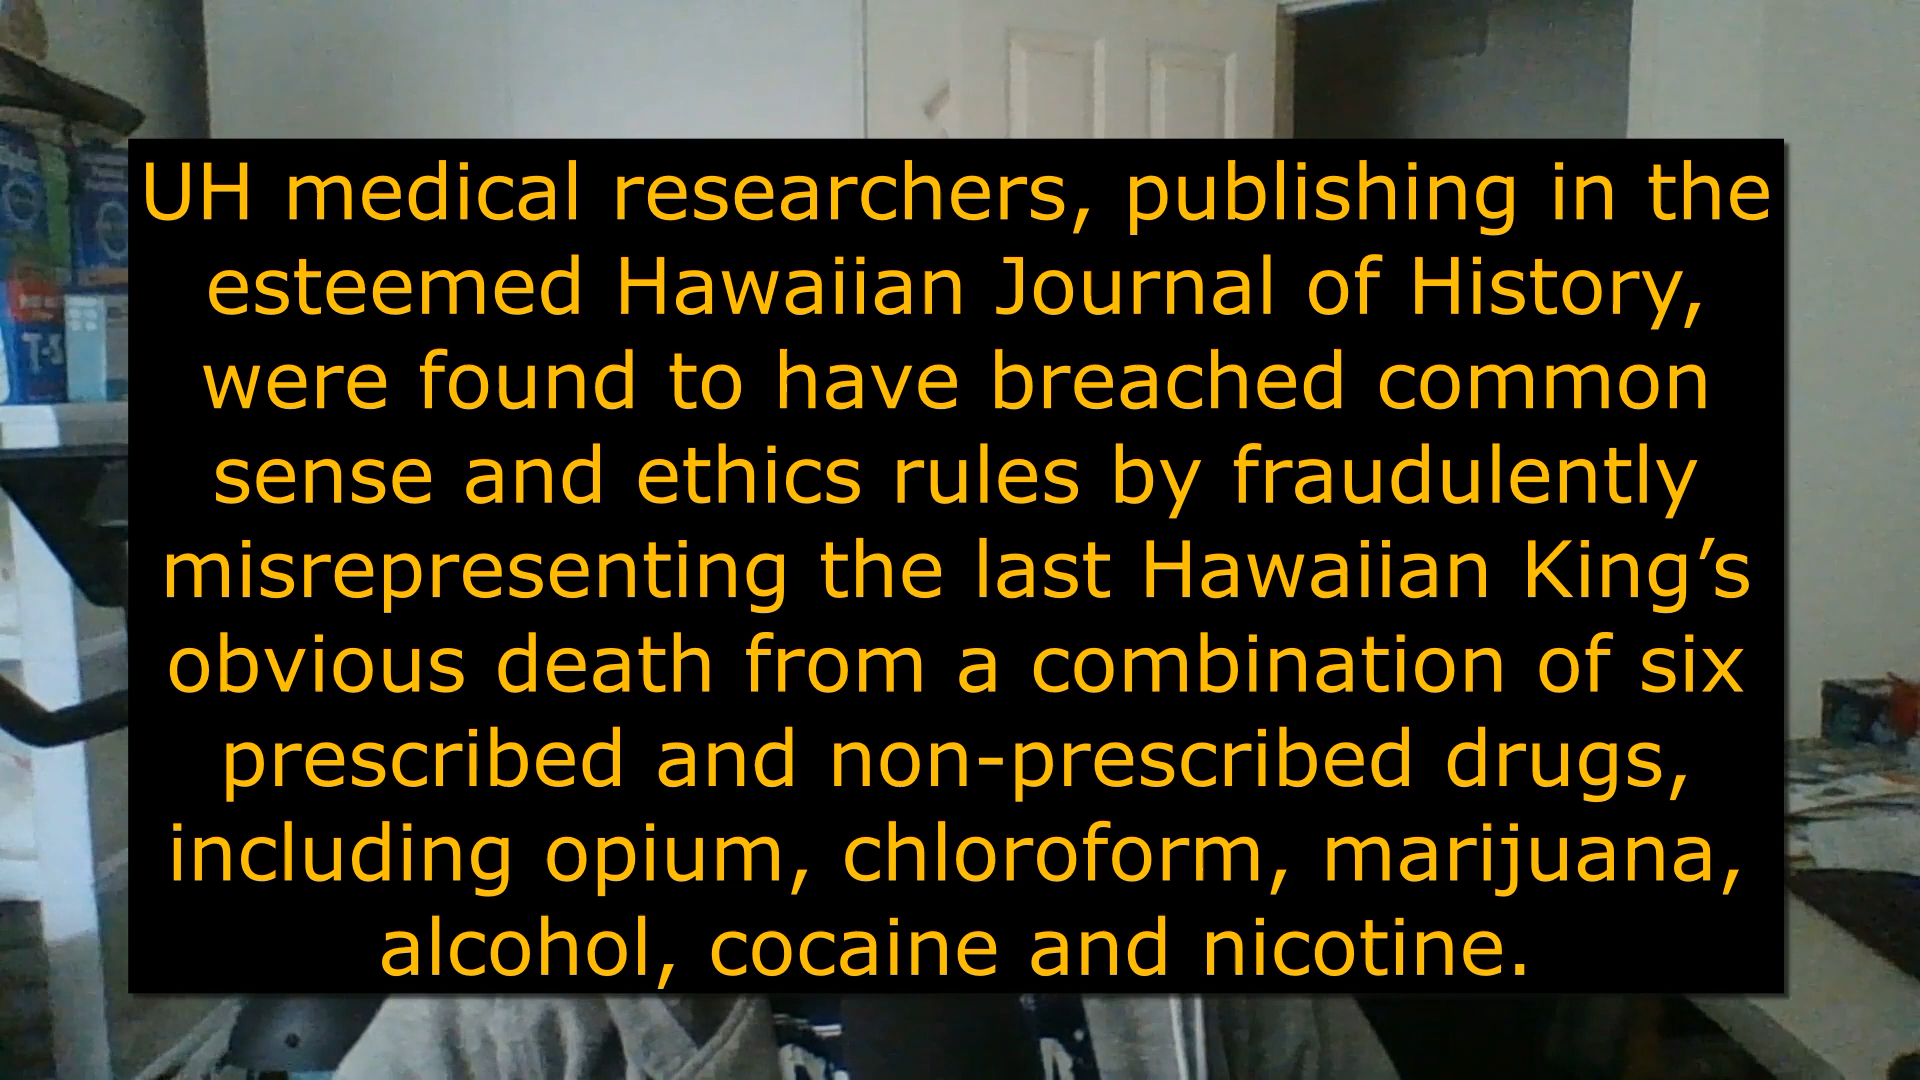 UH medical researchers, publishing in the
esteemed Hawaiian Journal of History,
were found to have breached common
sense and ethics rules by fraudulently
misrepresenting the last Hawaiian King’s
obvious death from a combination of six
prescribed and non-prescribed drugs,
including opium, chloroform, marijuana,
alcohol, cocaine and nicotine.